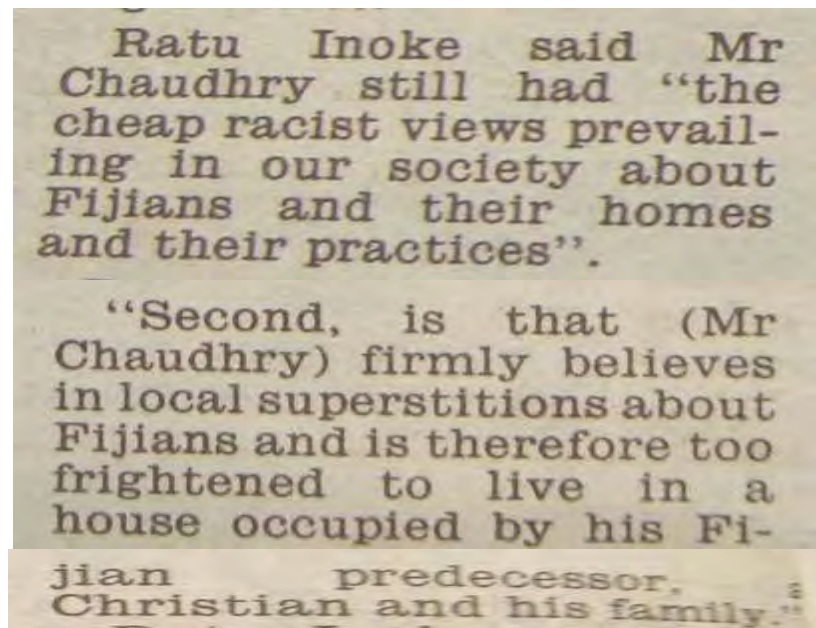 Ratu Inoke said Mr
Chaudhry still had “the
cheap racist views prevail-
ing in our society about
Fijians and their homes
and their practices”.
“Second, is that (Mr
Chaudhry) firmly believes
in local superstitions about
Fijians and is therefore too
frightened to live in a
house occupied by his Fi-
jian predecessor, a
Christian and his family.”